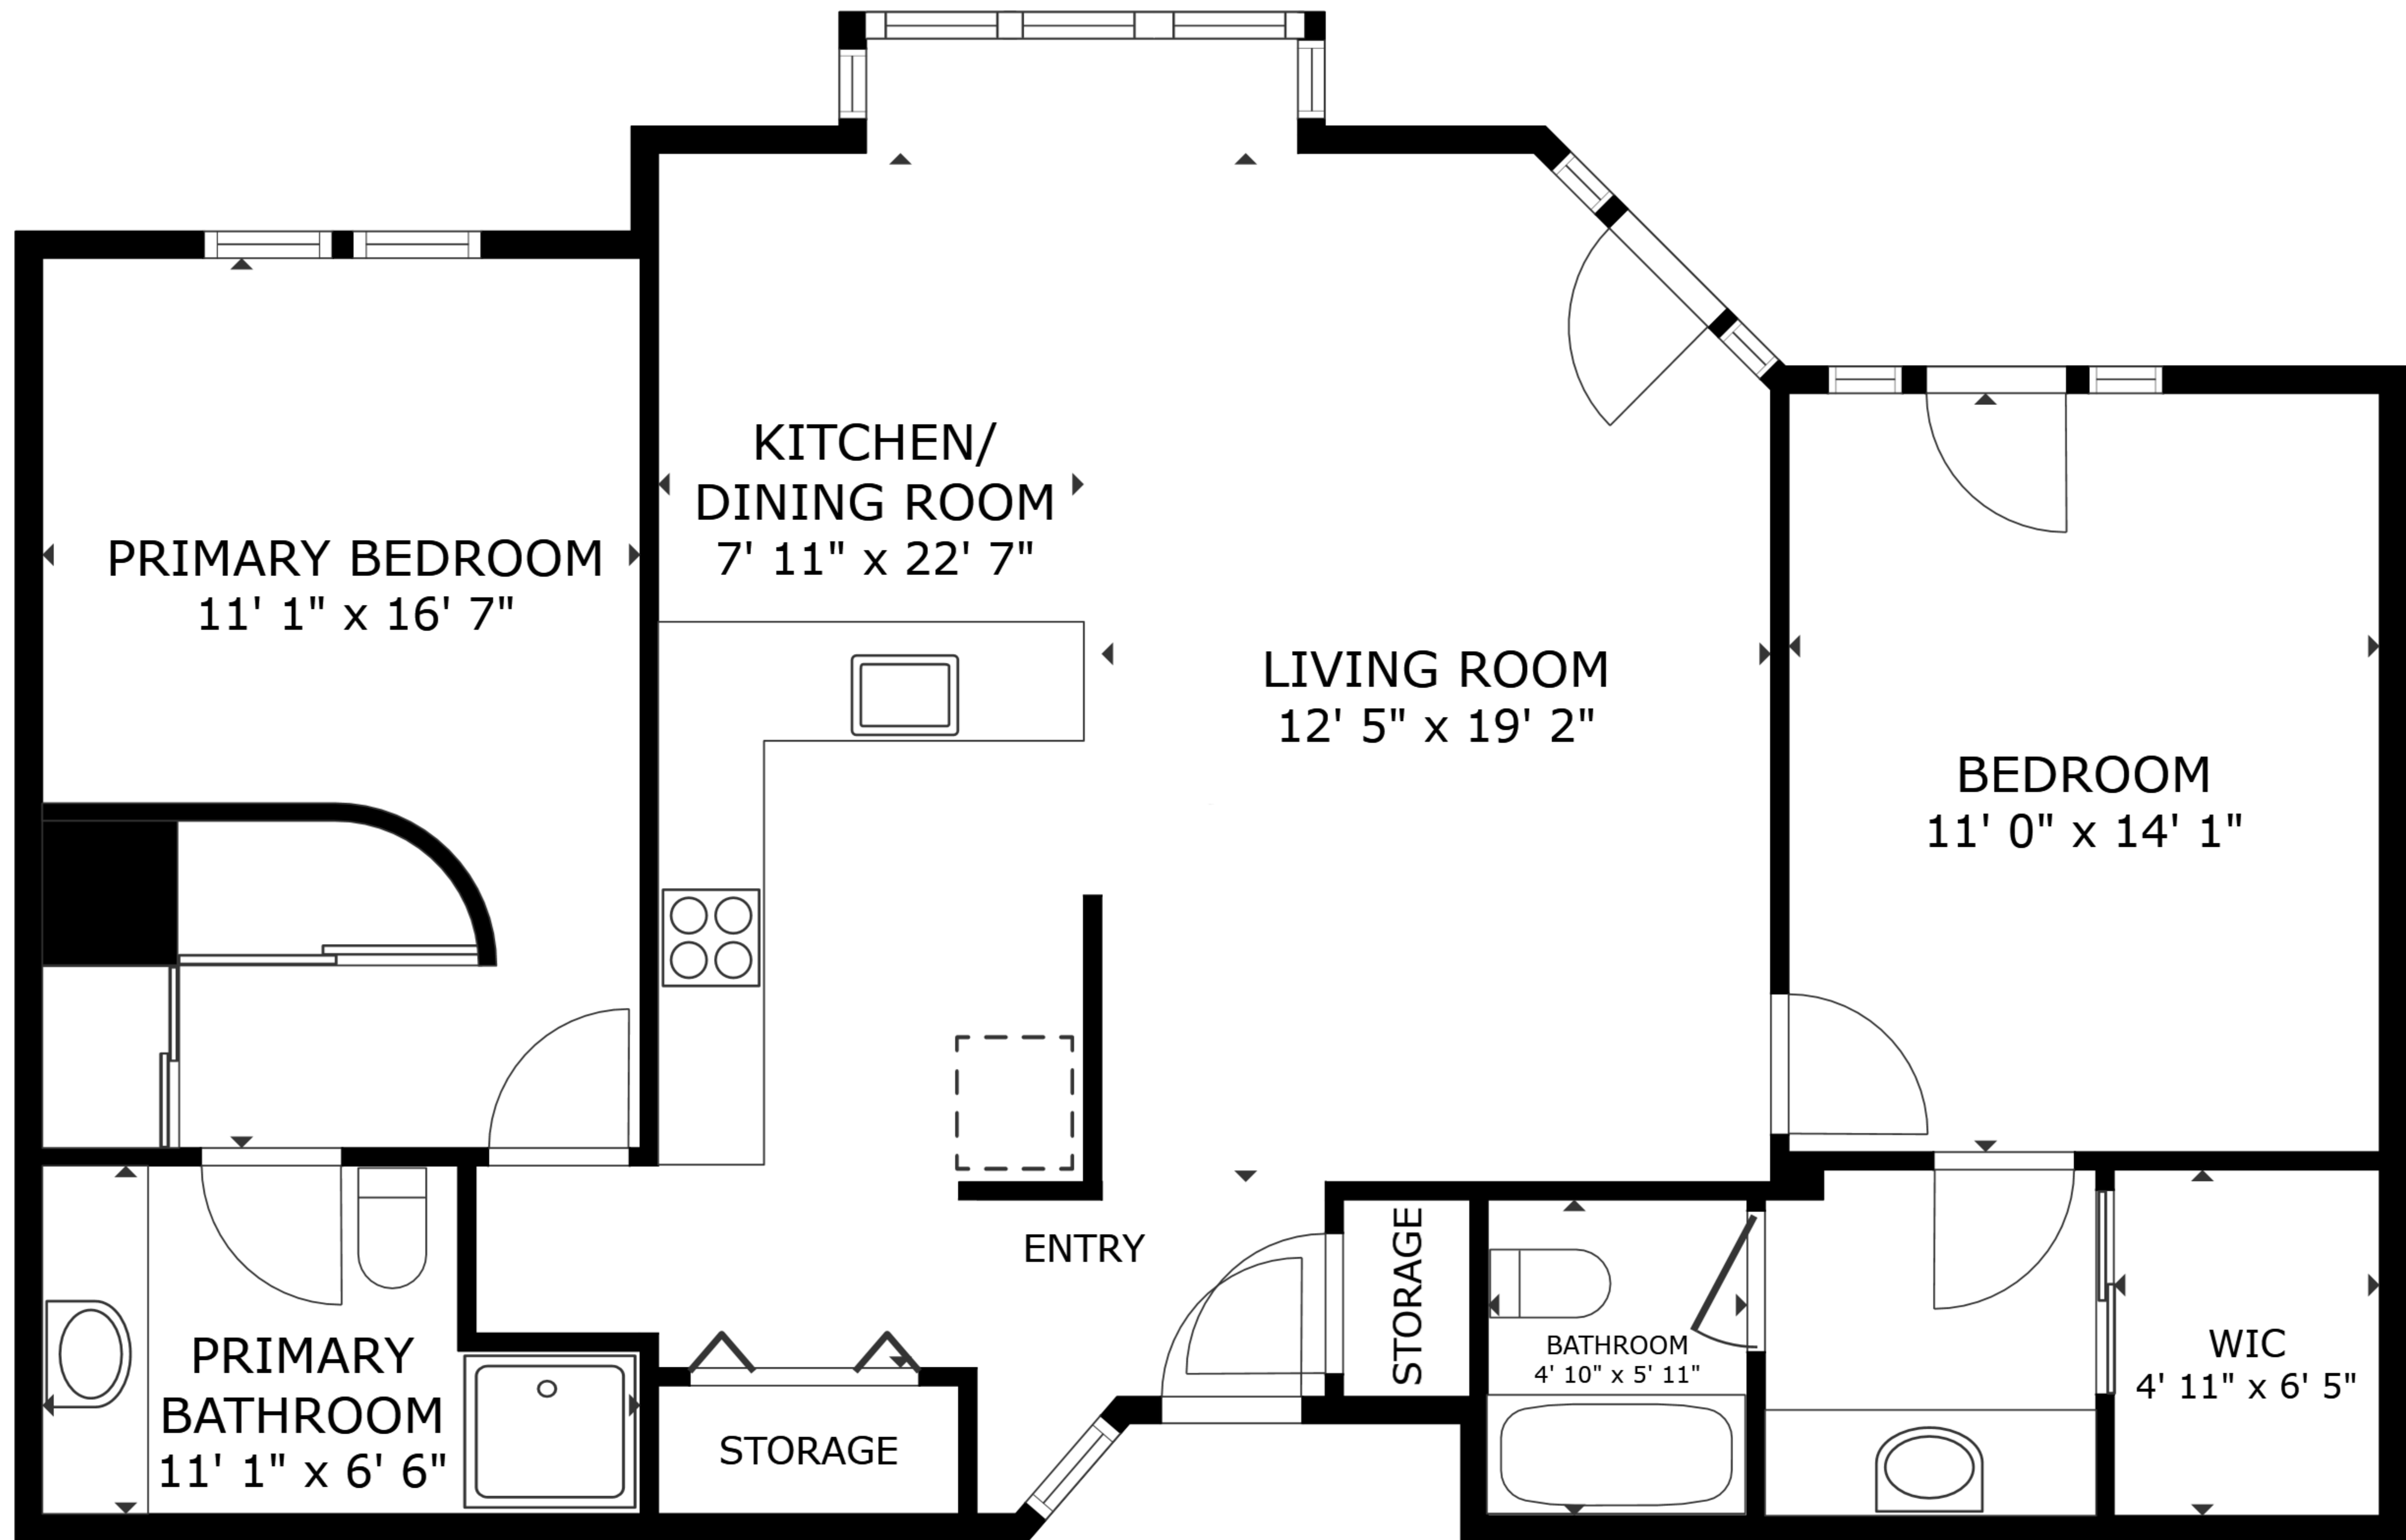 KITCHEN/
DINING ROOM
7' 11" x 22' 7"
PRIMARY BEDROOM
11' 1" x 16' 7"
LIVING ROOM
12' 5" x 19' 2"
BEDROOM
11' 0" x 14' 1"
ENTRY
STORAGE
BATHROOM
4' 10" x 5' 11"
WIC
4' 11" x 6' 5"
PRIMARY
BATHROOM
11' 1" x 6' 6"
STORAGE